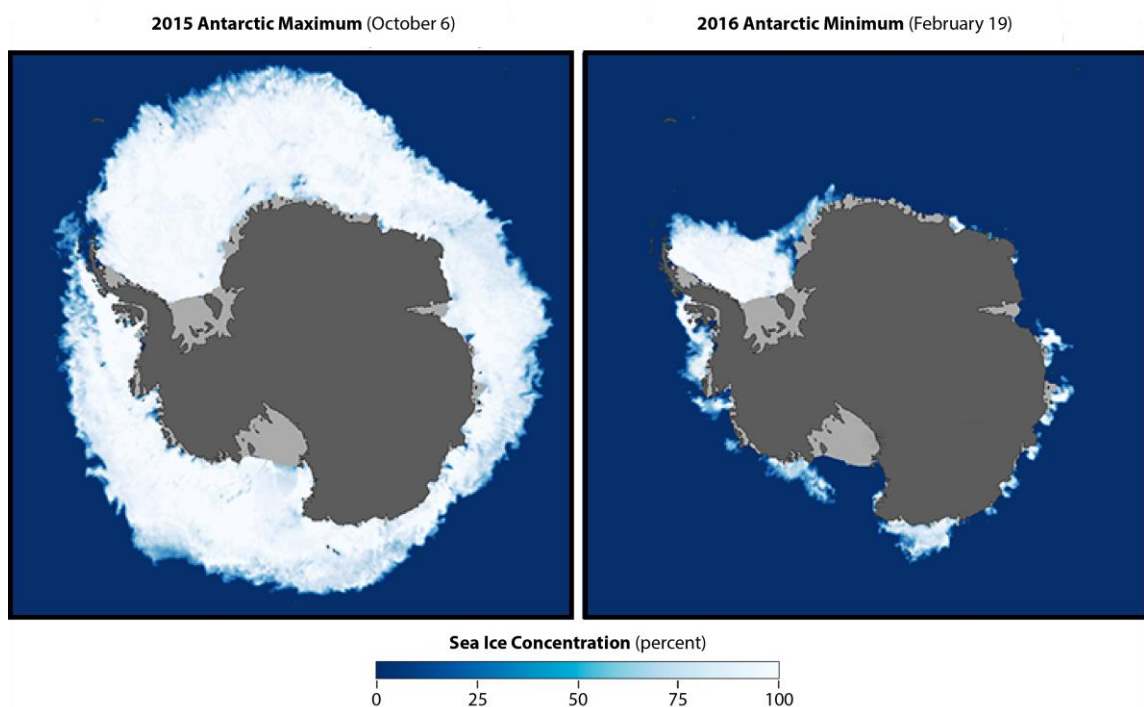 2015 Antarctic Maximum (October 6)
2016 Antarctic Minimum (February 19)
Sea Ice Concentration (percent)
0 25 50 75 100